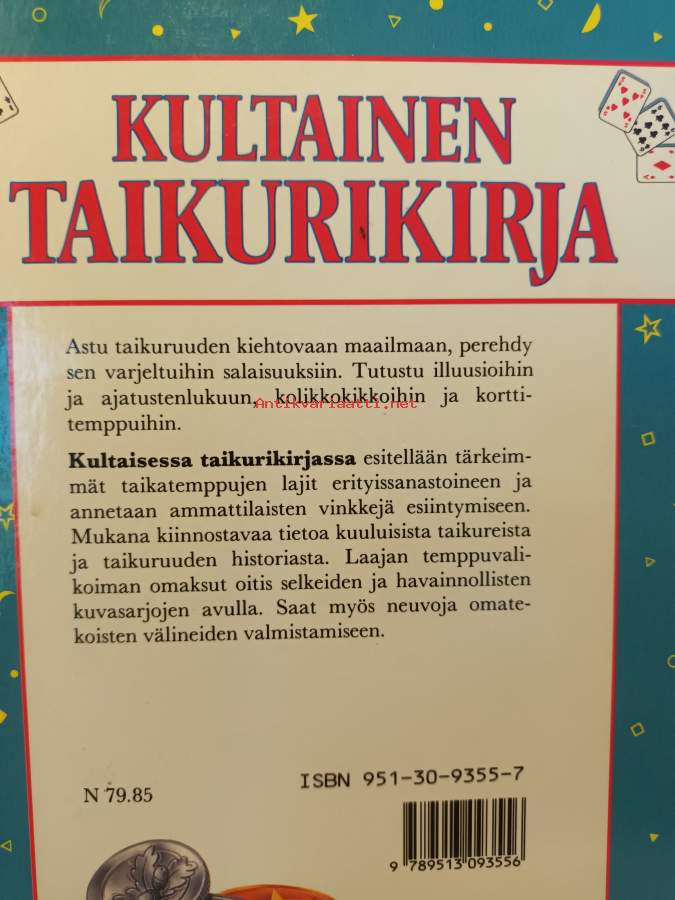 KULTAINEN
TAIKURIKIRJA
Astu taikuruuden kiehtovaan maailmaan, perehdy
sen varjeltuihin salaisuuksiin. Tutustu illuusioihin
ja ajatustenlukuun, kolikkokikkoihin ja kortti-
temppuihin.
Antikvariaatti.net
Kultaisessa taikurikirjassa esitellään tärkeim-
mät taikatemppujen lajit erityissanastoineen ja
annetaan ammattilaisten vinkkejä esiintymiseen.
Mukana kiinnostavaa tietoa kuuluisista taikureista
ja taikuruuden historiasta. Laajan temppuvali-
koiman omaksut oitis selkeiden ja havainnollisten
kuvasarjojen avulla. Saat myös neuvoja omate-
koisten välineiden valmistamiseen.
N 79.85
ISBN 951-30-9355-7
9 789513 093556